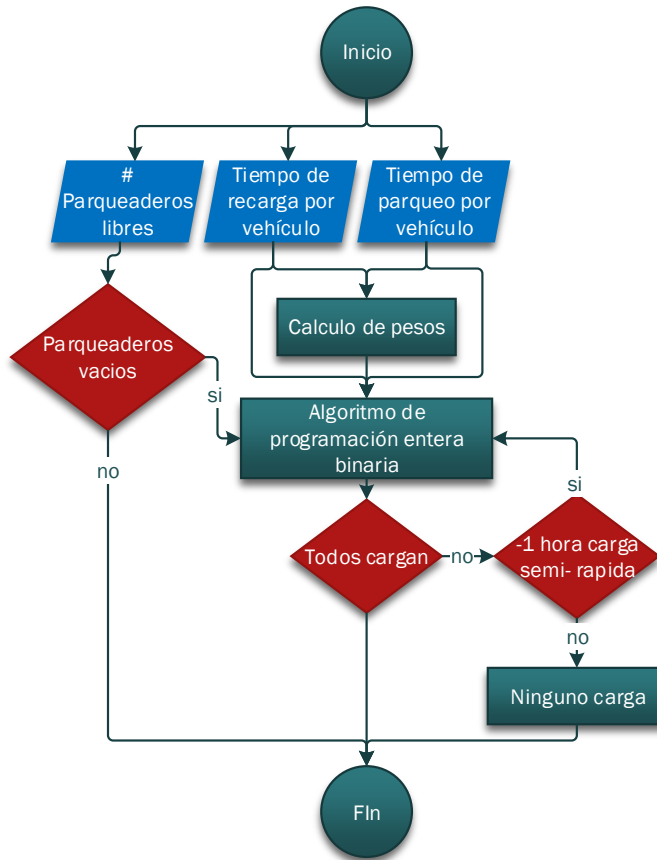 Inicio
#
Parqueaderos
libres
Tiempo de
recarga por
vehículo
Tiempo de
parqueo por
vehículo
Calculo de pesos
Parqueaderos
vacios
si
Algoritmo de
programación entera
binaria
no
si
Todos cargan
no
-1 hora carga
semi- rapida
no
Ninguno carga
FIn